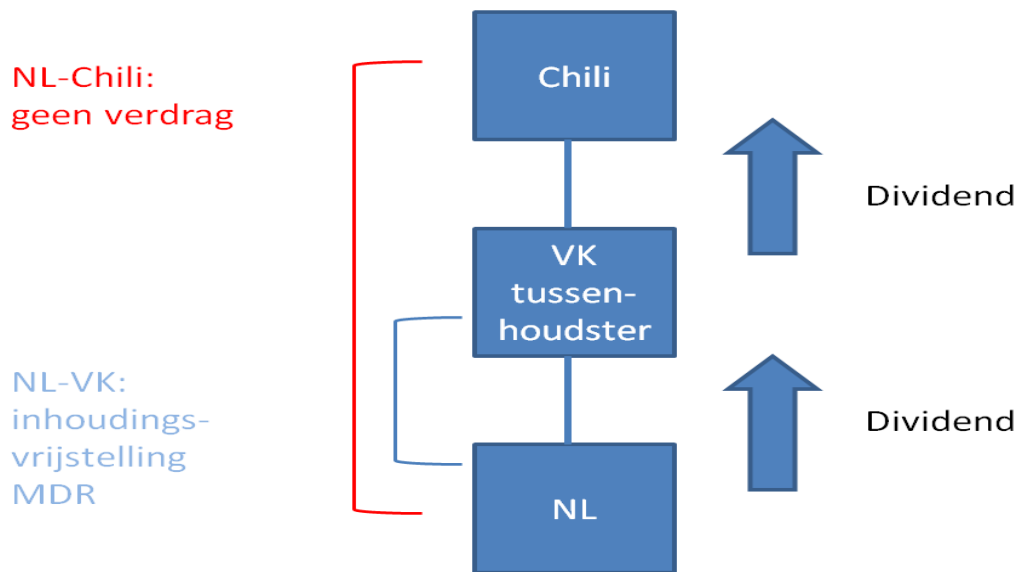 NL-Chili:
geen verdrag
Chili
Dividend
VK
tussen-
houdster
NL-VK:
inhoudings-
vrijstelling
MDR
Dividend
NL